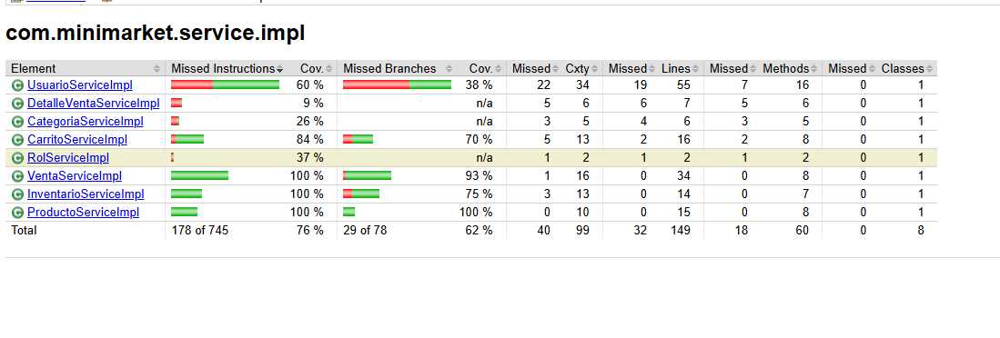 com.minimarket.service.impl
Element Missed Instructions Cov. Missed Branches Cov. Missed Cxty Missed Lines Missed Methods Missed Classes
UsuarioServiceImpl 60 % 38 % 22 34 19 55 7 16 0 1
DetalleVentaServiceImpl 9 % n/a 5 6 6 7 5 6 0 1
CategoriaServiceImpl 26 % n/a 3 5 4 6 3 5 0 1
CarritoServiceImpl 84 % 70 % 5 13 2 16 2 8 0 1
RolServiceImpl 37 % n/a 1 2 1 2 1 2 0 1
VentaServiceImpl 100 % 93 % 1 16 0 34 0 8 0 1
InventarioServiceImpl 100 % 75 % 3 13 0 14 0 7 0 1
ProductoServiceImpl 100 % 100 % 0 10 0 15 0 8 0 1
Total 178 of 745 76 % 29 of 78 62 % 40 99 32 149 18 60 0 8